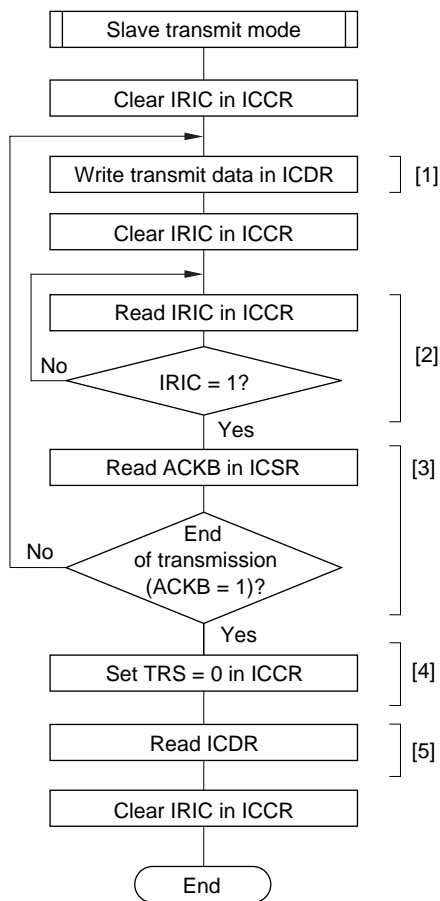 Slave transmit mode
Clear IRIC in ICCR
Write transmit data in ICDR
[1]
Clear IRIC in ICCR
Read IRIC in ICCR
[2]
No
IRIC = 1?
Yes
Read ACKB in ICSR
[3]
No
End
of transmission
(ACKB = 1)?
Yes
Set TRS = 0 in ICCR
[4]
Read ICDR
[5]
Clear IRIC in ICCR
End